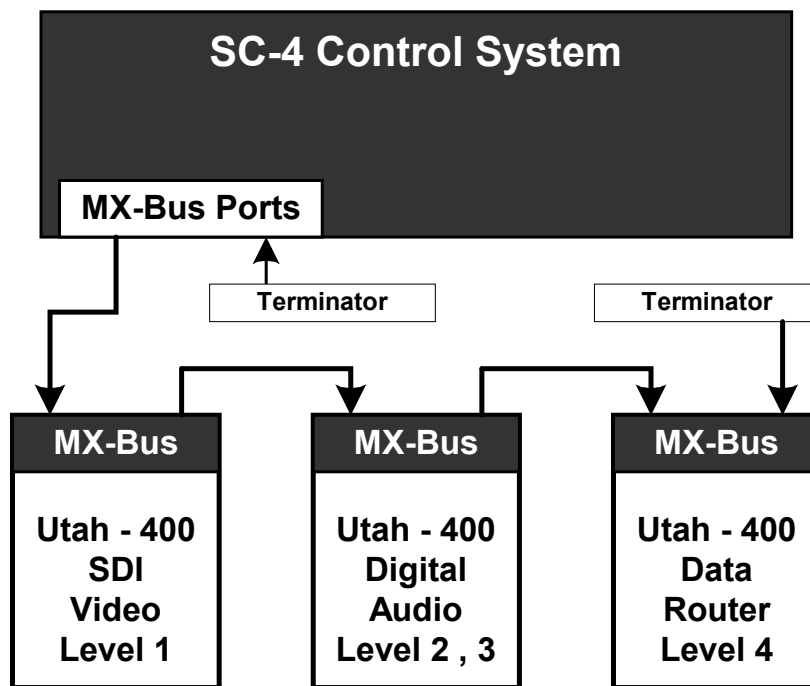 SC-4 Control System
MX-Bus Ports
Terminator
Terminator
MX-Bus
Utah - 400
SDI
Video
Level 1
MX-Bus
Utah - 400
Digital
Audio
Level 2 , 3
MX-Bus
Utah - 400
Data
Router
Level 4